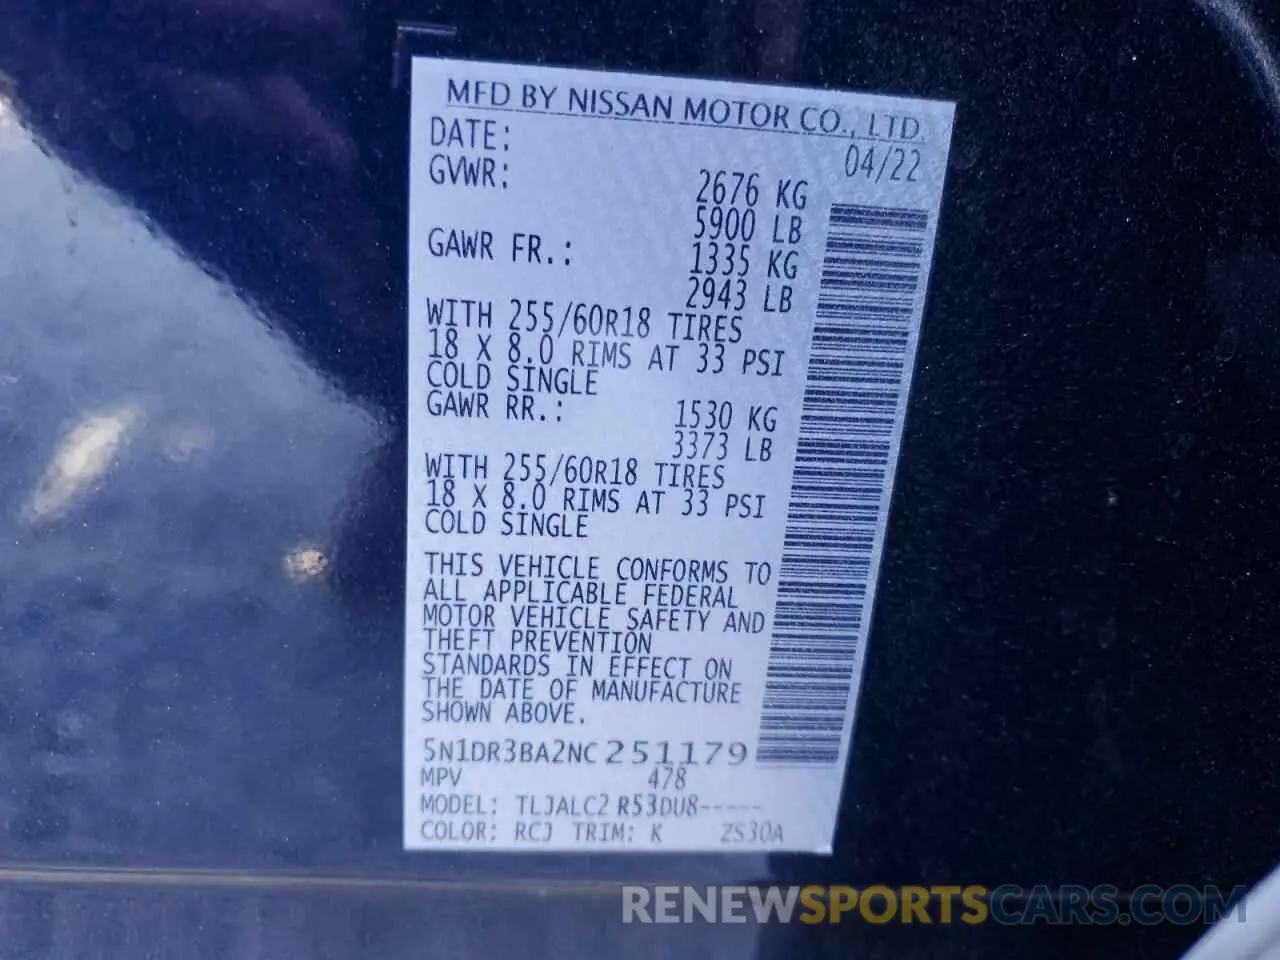 MFD BY NISSAN MOTOR CO., LTD.
DATE: 04/22
GVWR: 2676 KG
5900 LB
GAWR FR.: 1335 KG
2943 LB
WITH 255/60R18 TIRES
18 X 8.0 RIMS AT 33 PSI
COLD SINGLE
GAWR RR.: 1530 KG
3373 LB
WITH 255/60R18 TIRES
18 X 8.0 RIMS AT 33 PSI
COLD SINGLE
THIS VEHICLE CONFORMS TO
ALL APPLICABLE FEDERAL
MOTOR VEHICLE SAFETY AND
THEFT PREVENTION
STANDARDS IN EFFECT ON
THE DATE OF MANUFACTURE
SHOWN ABOVE.
5N1DR3BA2NC251179
MPV 478
MODEL: TLJALC2 R53DU8-----
COLOR: RCJ TRIM: K ZS30A
RENEWSPORTSCARS.COM